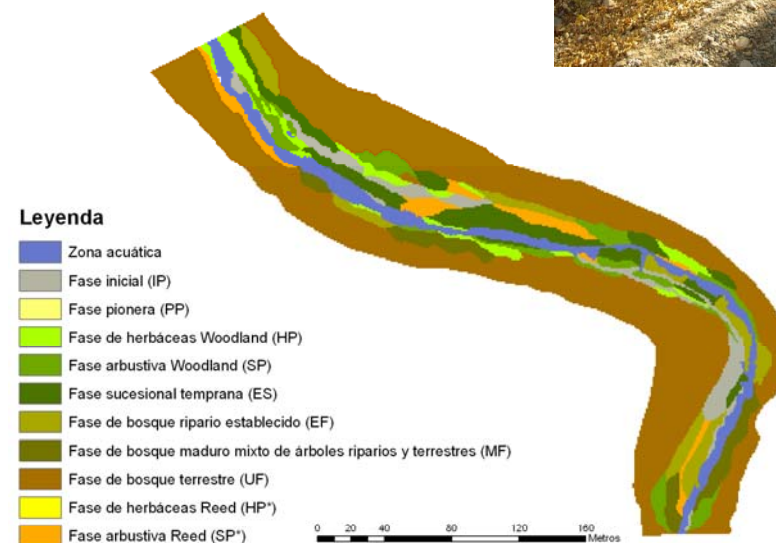 Leyenda
Zona acuática
Fase inicial (IP)
Fase pionera (PP)
Fase de herbáceas Woodland (HP)
Fase arbustiva Woodland (SP)
Fase sucesional temprana (ES)
Fase de bosque ripario establecido (EF)
Fase de bosque maduro mixto de árboles riparios y terrestres (MF)
Fase de bosque terrestre (UF)
Fase de herbáceas Reed (HP*)
Fase arbustiva Reed (SP*)
0 20 40 80 120 160
Metros